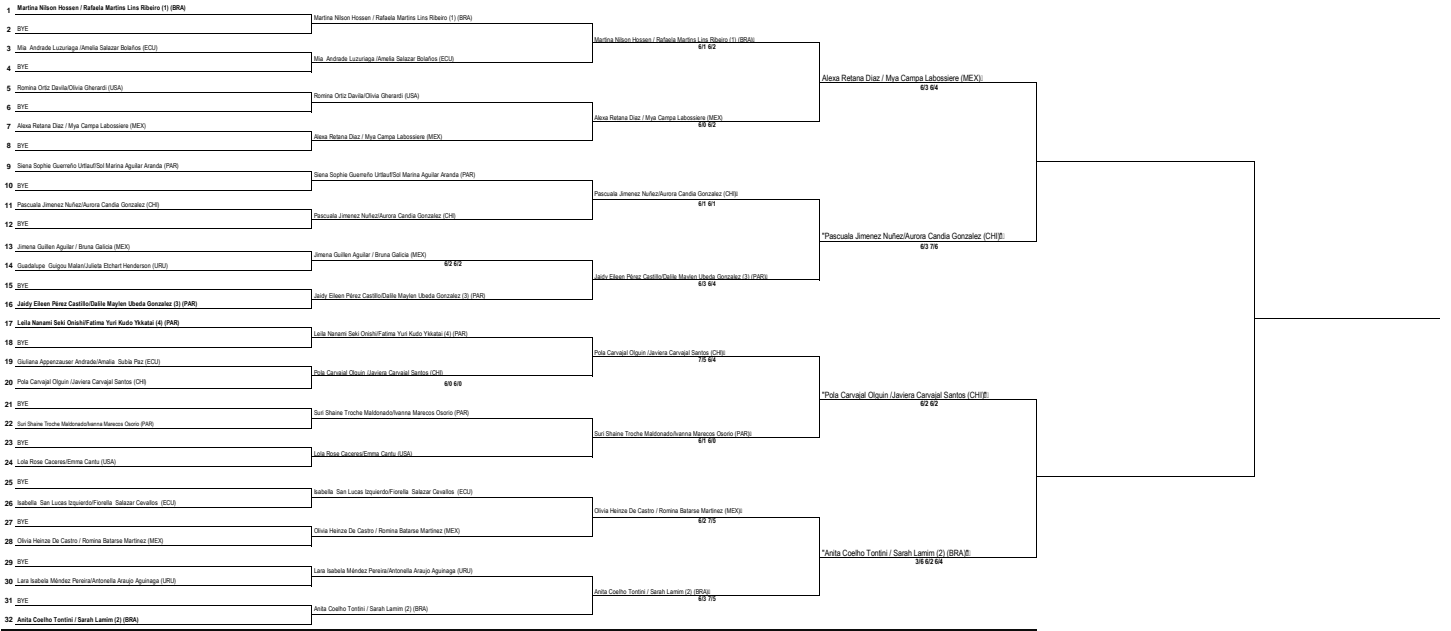 1 Martina Nilson Hossen / Rafaela Martins Lins Ribeiro (1) (BRA)
2 BYE
3 Mia Andrade Luzuriaga /Amelia Salazar Bolaños (ECU)
4 BYE
5 Romina Ortiz Davila/Olivia Gherardi (USA)
6 BYE
7 Alexa Retana Diaz / Mya Campa Labossiere (MEX)
8 BYE
9 Siena Sophie Guerreño Urtlauf/Sol Marina Aguilar Aranda (PAR)
10 BYE
11 Pascuala Jimenez Nuñez/Aurora Candia Gonzalez (CHI)
12 BYE
13 Jimena Guillen Aguilar / Bruna Galicia (MEX)
14 Guadalupe Guigou Malan/Julieta Etchart Henderson (URU)
15 BYE
16 Jaidy Eileen Pérez Castillo/Dalile Maylen Ubeda Gonzalez (3) (PAR)
17 Leila Nanami Seki Onishi/Fatima Yuri Kudo Ykkatai (4) (PAR)
18 BYE
19 Giuliana Appenzauser Andrade/Amalia Subía Paz (ECU)
20 Pola Carvajal Olguin /Javiera Carvajal Santos (CHI)
21 BYE
22 Suri Shaine Troche Maldonado/Ivanna Marecos Osorio (PAR)
23 BYE
24 Lola Rose Caceres/Emma Cantu (USA)
25 BYE
26 Isabella San Lucas Izquierdo/Fiorella Salazar Cevallos (ECU)
27 BYE
28 Olivia Heinze De Castro / Romina Batarse Martinez (MEX)
29 BYE
30 Lara Isabela Méndez Pereira/Antonella Araujo Aguinaga (URU)
31 BYE
32 Anita Coelho Tontini / Sarah Lamim (2) (BRA)
Martina Nilson Hossen / Rafaela Martins Lins Ribeiro (1) (BRA)
Mia Andrade Luzuriaga /Amelia Salazar Bolaños (ECU)
Romina Ortiz Davila/Olivia Gherardi (USA)
Alexa Retana Diaz / Mya Campa Labossiere (MEX)
Siena Sophie Guerreño Urtlauf/Sol Marina Aguilar Aranda (PAR)
Pascuala Jimenez Nuñez/Aurora Candia Gonzalez (CHI)
Jimena Guillen Aguilar / Bruna Galicia (MEX)
6/2 6/2
Jaidy Eileen Pérez Castillo/Dalile Maylen Ubeda Gonzalez (3) (PAR)
Leila Nanami Seki Onishi/Fatima Yuri Kudo Ykkatai (4) (PAR)
Pola Carvajal Olguin /Javiera Carvajal Santos (CHI)
6/0 6/0
Suri Shaine Troche Maldonado/Ivanna Marecos Osorio (PAR)
Lola Rose Caceres/Emma Cantu (USA)
Isabella San Lucas Izquierdo/Fiorella Salazar Cevallos (ECU)
Olivia Heinze De Castro / Romina Batarse Martinez (MEX)
Lara Isabela Méndez Pereira/Antonella Araujo Aguinaga (URU)
Anita Coelho Tontini / Sarah Lamim (2) (BRA)
Martina Nilson Hossen / Rafaela Martins Lins Ribeiro (1) (BRA)
6/1 6/2
Alexa Retana Diaz / Mya Campa Labossiere (MEX)
6/0 6/2
Pascuala Jimenez Nuñez/Aurora Candia Gonzalez (CHI)
6/1 6/1
Jaidy Eileen Pérez Castillo/Dalile Maylen Ubeda Gonzalez (3) (PAR)
6/3 6/4
Pola Carvajal Olguin /Javiera Carvajal Santos (CHI)
7/5 6/4
Suri Shaine Troche Maldonado/Ivanna Marecos Osorio (PAR)
6/1 6/0
Olivia Heinze De Castro / Romina Batarse Martinez (MEX)
6/2 7/5
Anita Coelho Tontini / Sarah Lamim (2) (BRA)
6/3 7/5
Alexa Retana Diaz / Mya Campa Labossiere (MEX)
6/3 6/4
"Pascuala Jimenez Nuñez/Aurora Candia Gonzalez (CHI)
6/3 7/6
"Pola Carvajal Olguin /Javiera Carvajal Santos (CHI)
6/2 6/2
"Anita Coelho Tontini / Sarah Lamim (2) (BRA)
3/6 6/2 6/4